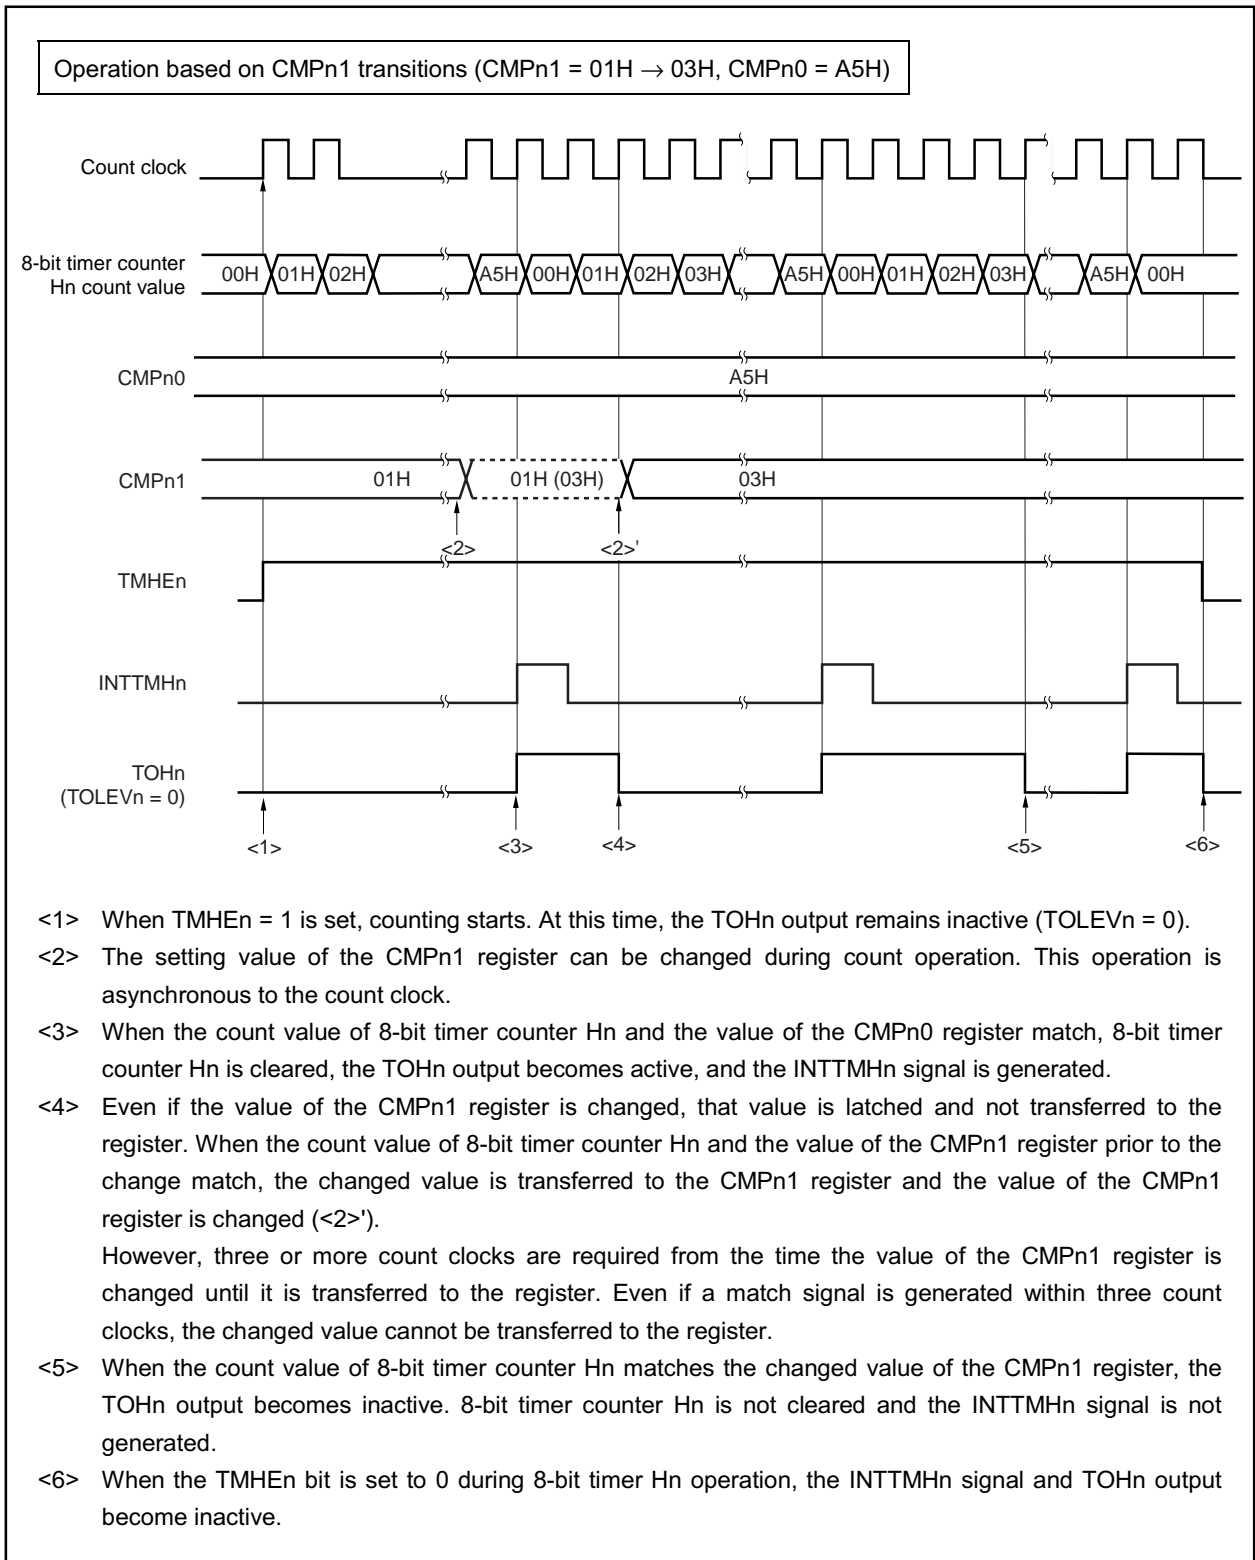 Operation based on CMPn1 transitions (CMPn1 = 01H → 03H, CMPn0 = A5H)
Count clock
8-bit timer counter
Hn count value
00H 01H 02H A5H 00H 01H 02H 03H A5H 00H 01H 02H 03H A5H 00H
CMPn0
A5H
CMPn1
01H 01H (03H) 03H
<2> <2>'
TMHEn
INTTMHn
TOHn
(TOLEVn = 0)
<1> <3> <4> <5> <6>
<1> When TMHEn = 1 is set, counting starts. At this time, the TOHn output remains inactive (TOLEVn = 0).
<2> The setting value of the CMPn1 register can be changed during count operation. This operation is
asynchronous to the count clock.
<3> When the count value of 8-bit timer counter Hn and the value of the CMPn0 register match, 8-bit timer
counter Hn is cleared, the TOHn output becomes active, and the INTTMHn signal is generated.
<4> Even if the value of the CMPn1 register is changed, that value is latched and not transferred to the
register. When the count value of 8-bit timer counter Hn and the value of the CMPn1 register prior to the
change match, the changed value is transferred to the CMPn1 register and the value of the CMPn1
register is changed (<2>').
However, three or more count clocks are required from the time the value of the CMPn1 register is
changed until it is transferred to the register. Even if a match signal is generated within three count
clocks, the changed value cannot be transferred to the register.
<5> When the count value of 8-bit timer counter Hn matches the changed value of the CMPn1 register, the
TOHn output becomes inactive. 8-bit timer counter Hn is not cleared and the INTTMHn signal is not
generated.
<6> When the TMHEn bit is set to 0 during 8-bit timer Hn operation, the INTTMHn signal and TOHn output
become inactive.